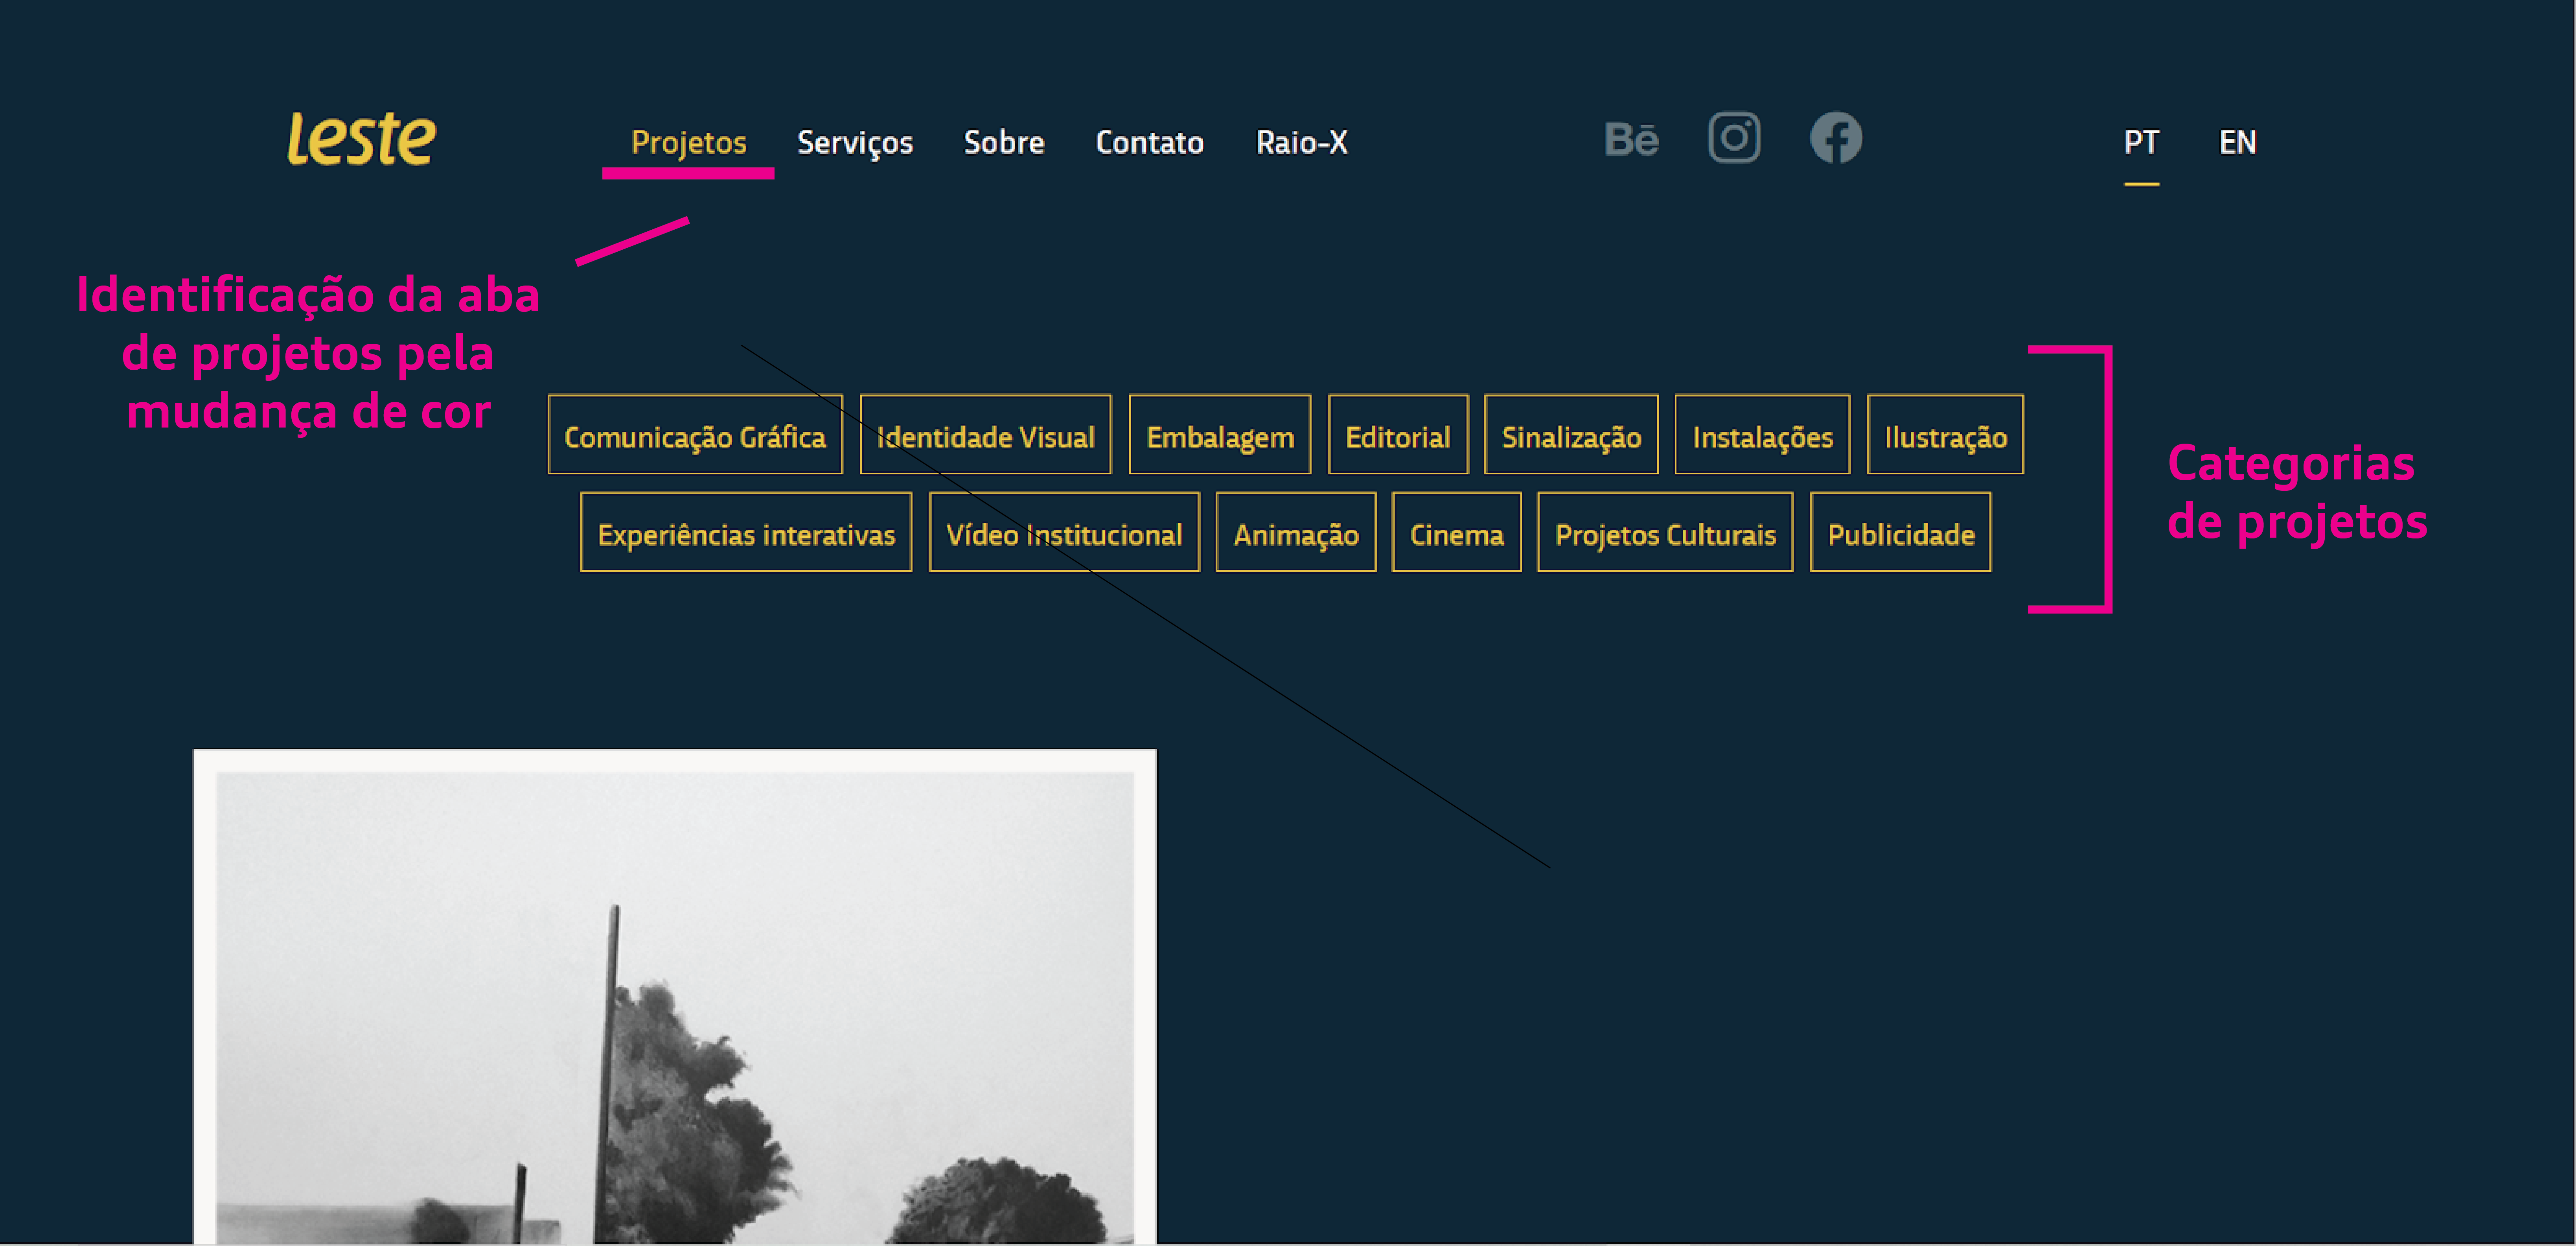 Leste
Projetos Serviços Sobre Contato Raio-X
Bē
PT EN
Identificação da aba
de projetos pela
mudança de cor
Comunicação Gráfica Identidade Visual Embalagem Editorial Sinalização Instalações Ilustração
Experiências interativas Vídeo Institucional Animação Cinema Projetos Culturais Publicidade
Categorias
de projetos